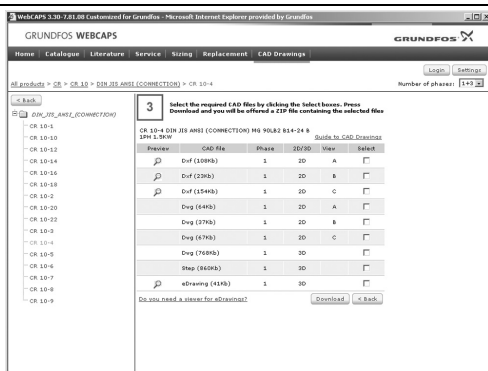 WebCAPS 3.30-7.81.08 Customized for Grundfos - Microsoft Internet Explorer provided by Grundfos
GRUNDFOS WEBCAPS
GRUNDFOS
Home Catalogue Literature Service Sizing Replacement CAD Drawings
Login Settings
All products > CR > CR 10 > DIN JIS ANSI (CONNECTION) > CR 10-4
Number of phases: 1+3
< Back
DIN_JIS_ANSI_(CONNECTION)
CR 10-1
CR 10-10
CR 10-12
CR 10-14
CR 10-16
CR 10-18
CR 10-2
CR 10-20
CR 10-22
CR 10-3
CR 10-4
CR 10-5
CR 10-6
CR 10-7
CR 10-8
CR 10-9
3
Select the required CAD files by clicking the Select boxes. Press
Download and you will be offered a ZIP file containing the selected files
CR 10-4 DIN JIS ANSI (CONNECTION) MG 90LB2 B14-24 B
1PH 1.5KW
Guide to CAD Drawings
Preview CAD file Phase 2D/3D View Select
Dxf (108Kb) 1 2D A
Dxf (23Kb) 1 2D B
Dxf (154Kb) 1 2D C
Dwg (64Kb) 1 2D A
Dwg (37Kb) 1 2D B
Dwg (67Kb) 1 2D C
Dwg (768Kb) 1 3D
Step (860Kb) 1 3D
eDrawing (41Kb) 1 3D
Do you need a viewer for eDrawings?
Download < Back